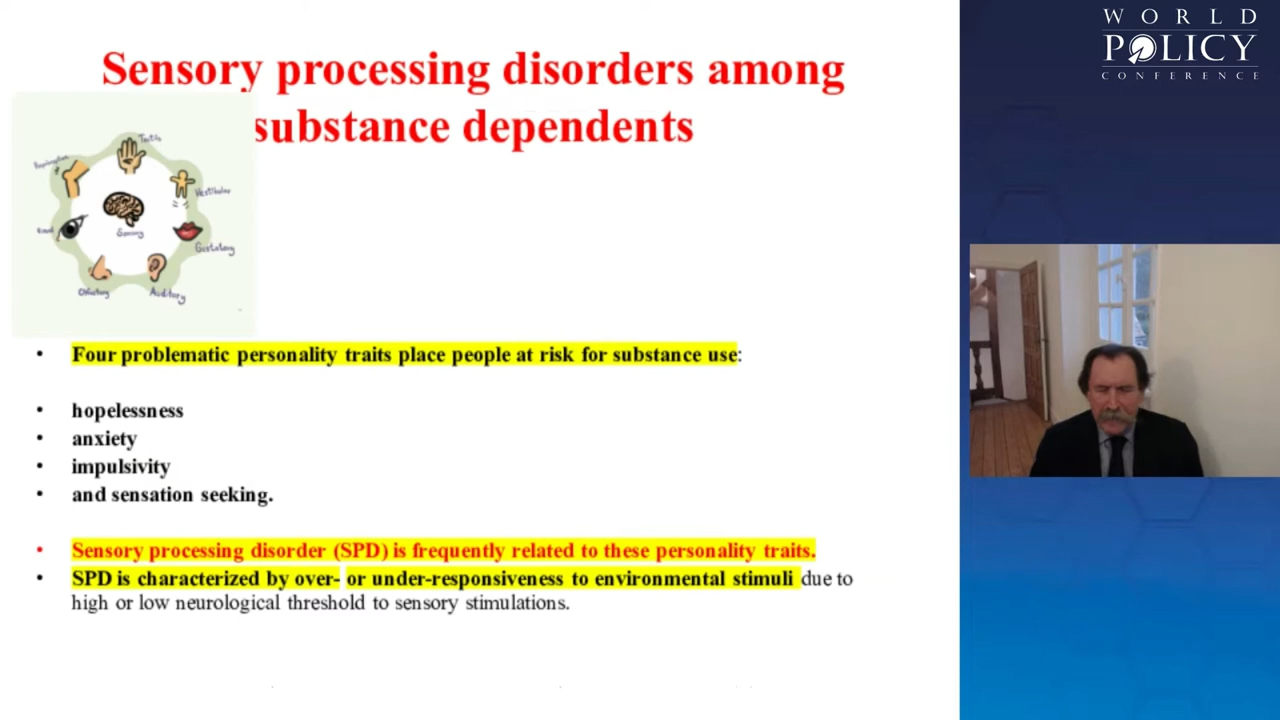 Sensory processing disorders among
substance dependents
WORLD
POLICY
CONFERENCE
Tactile
Vestibular
Sensory
Gustatory
Olfactory
Auditory
• Four problematic personality traits place people at risk for substance use:
• hopelessness
• anxiety
• impulsivity
• and sensation seeking.
• Sensory processing disorder (SPD) is frequently related to these personality traits.
• SPD is characterized by over- or under-responsiveness to environmental stimuli due to
high or low neurological threshold to sensory stimulations.